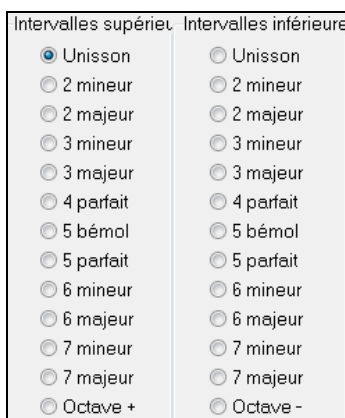 Intervalles supérieu
Unisson
2 mineur
2 majeur
3 mineur
3 majeur
4 parfait
5 bémol
5 parfait
6 mineur
6 majeur
7 mineur
7 majeur
Octave +
Intervalles inférieure
Unisson
2 mineur
2 majeur
3 mineur
3 majeur
4 parfait
5 bémol
5 parfait
6 mineur
6 majeur
7 mineur
7 majeur
Octave -